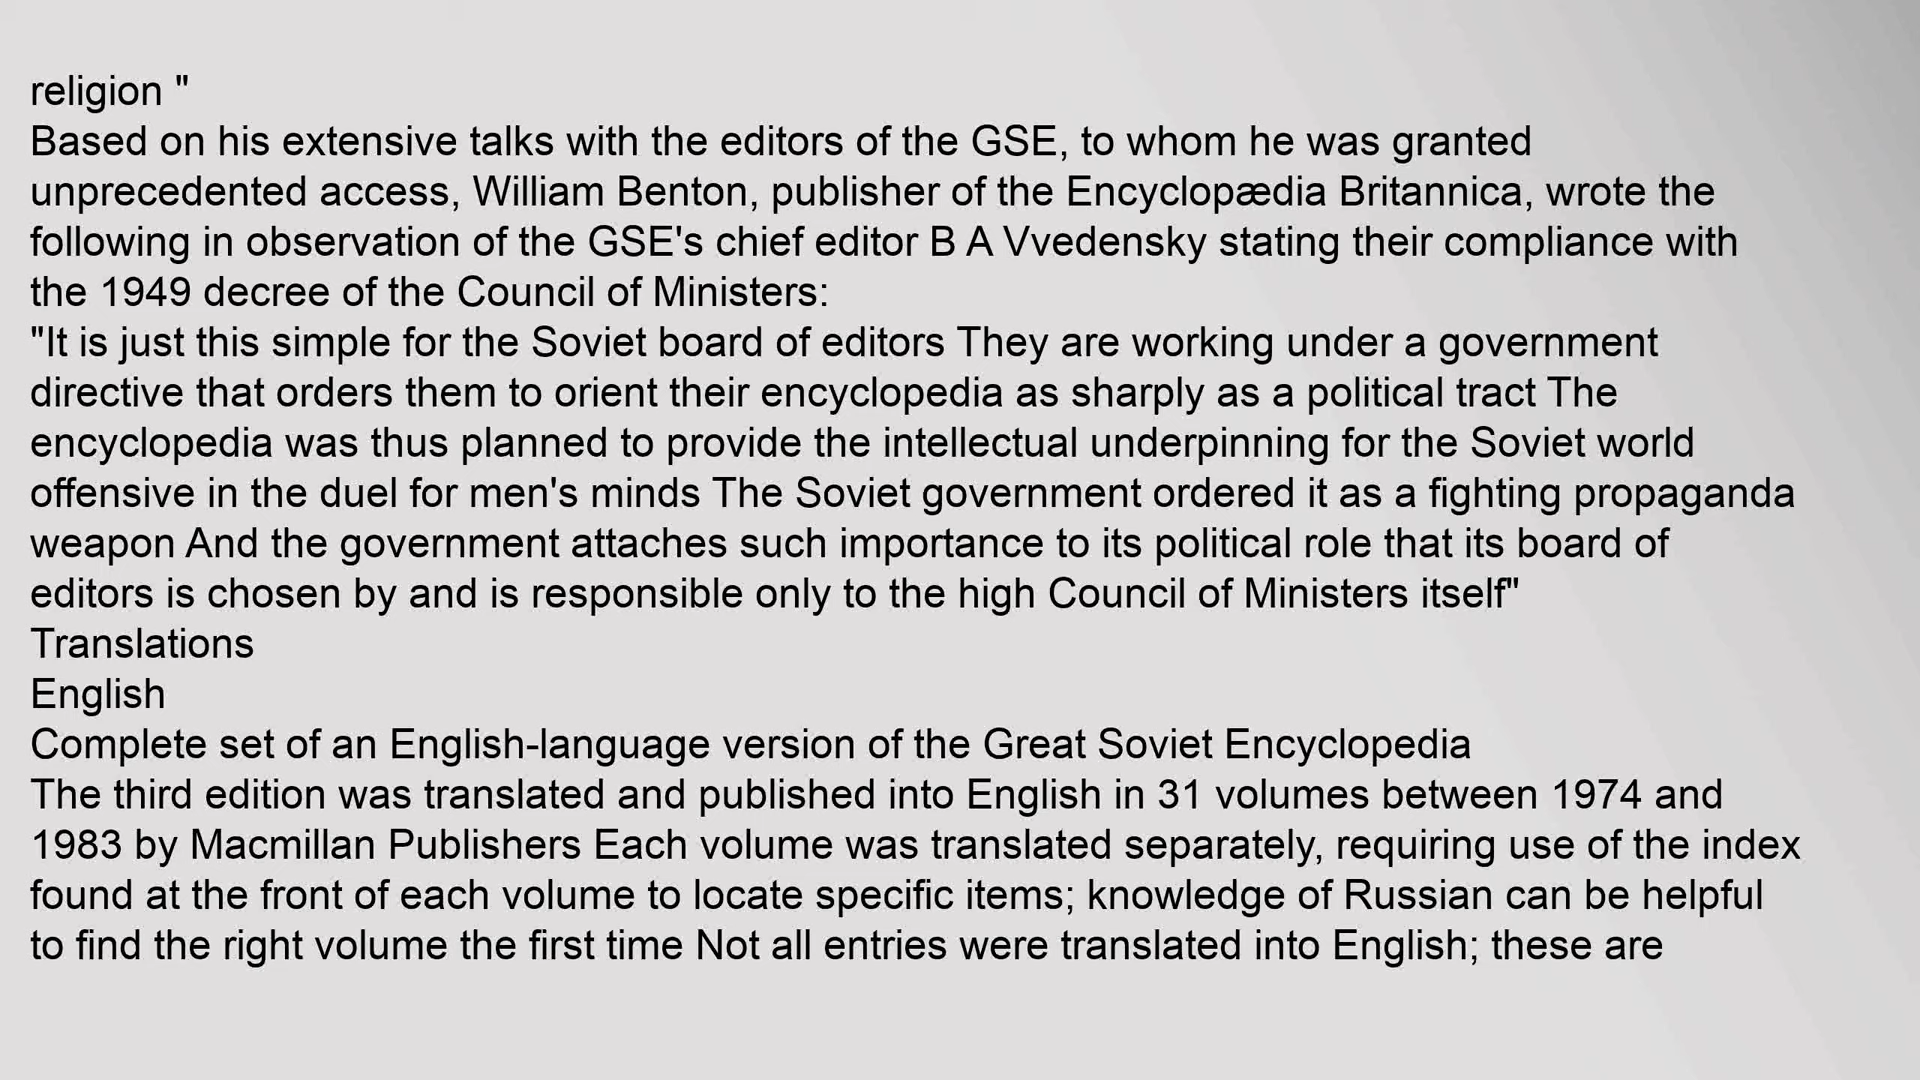 religion "
Based on his extensive talks with the editors of the GSE, to whom he was granted
unprecedented access, William Benton, publisher of the Encyclopædia Britannica, wrote the
following in observation of the GSE's chief editor B A Vvedensky stating their compliance with
the 1949 decree of the Council of Ministers:
"It is just this simple for the Soviet board of editors They are working under a government
directive that orders them to orient their encyclopedia as sharply as a political tract The
encyclopedia was thus planned to provide the intellectual underpinning for the Soviet world
offensive in the duel for men's minds The Soviet government ordered it as a fighting propaganda
weapon And the government attaches such importance to its political role that its board of
editors is chosen by and is responsible only to the high Council of Ministers itself"
Translations
English
Complete set of an English-language version of the Great Soviet Encyclopedia
The third edition was translated and published into English in 31 volumes between 1974 and
1983 by Macmillan Publishers Each volume was translated separately, requiring use of the index
found at the front of each volume to locate specific items; knowledge of Russian can be helpful
to find the right volume the first time Not all entries were translated into English; these are